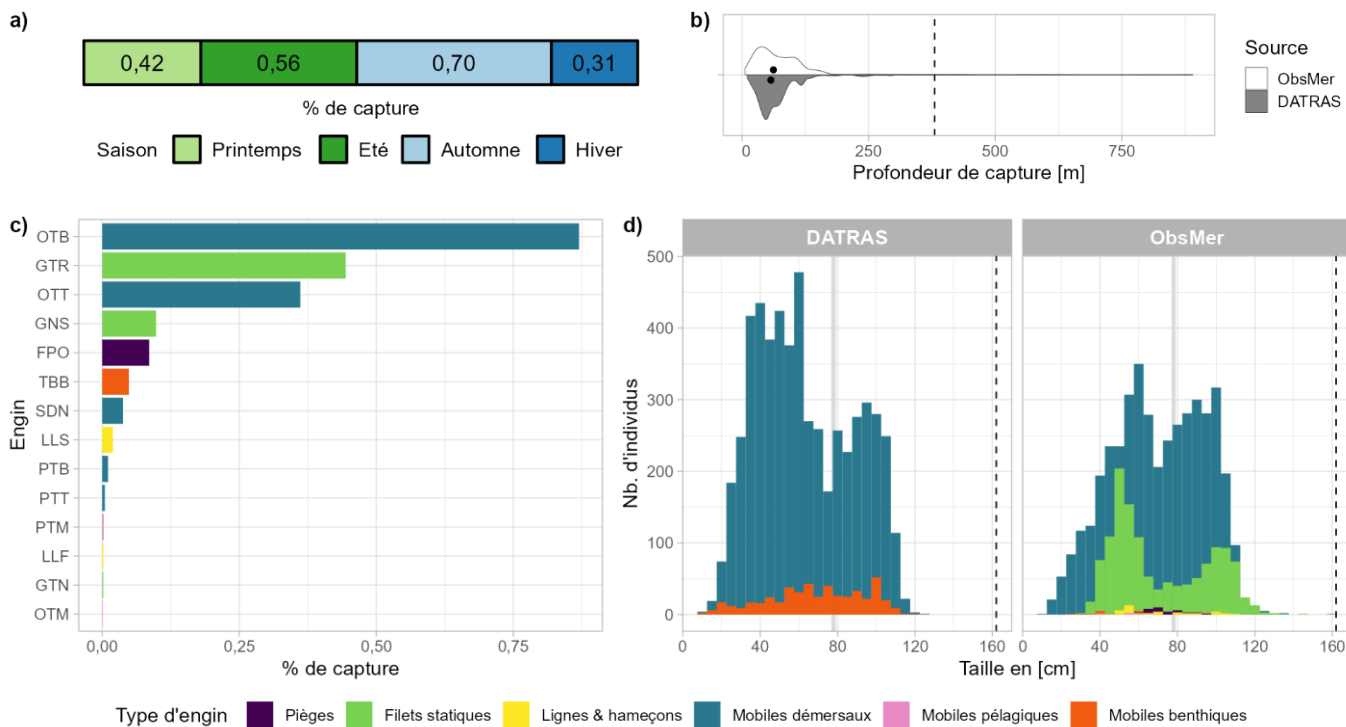 a)
0,42 0,56 0,70 0,31
% de capture
Saison Printemps Eté Automne Hiver
b)
0 250 500 750
Profondeur de capture [m]
Source
ObsMer
DATRAS
c)
Engin
OTB
GTR
OTT
GNS
FPO
TBB
SDN
LLS
PTB
PTT
PTM
LLF
GTN
OTM
0,00 0,25 0,50 0,75
% de capture
d)
DATRAS ObsMer
Nb. d'individus
500
400
300
200
100
0
0 40 80 120 160 0 40 80 120 160
Taille en [cm]
Type d'engin Pièges Filets statiques Lignes & hameçons Mobiles démersaux Mobiles pélagiques Mobiles benthiques